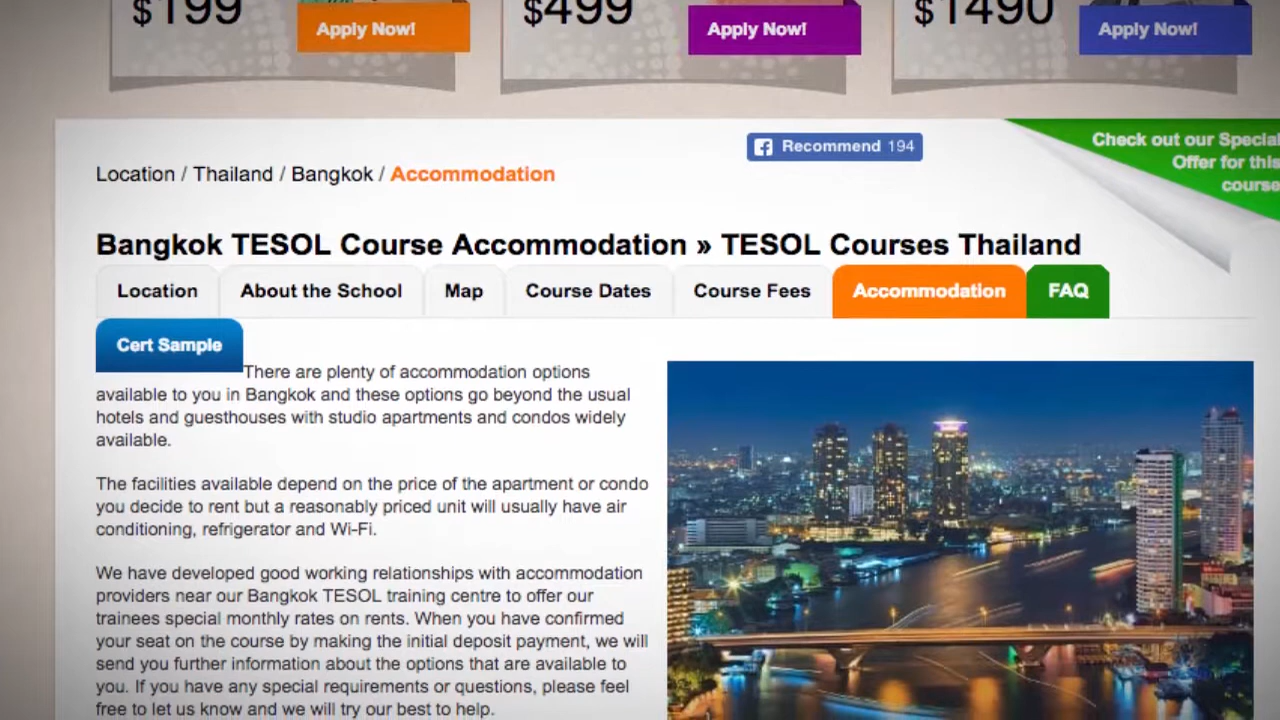 $199
$499
$1490
Apply Now!
Apply Now!
Apply Now!
Recommend 194
Check out our Special
Offer for this
course
Location / Thailand / Bangkok / Accommodation
Bangkok TESOL Course Accommodation » TESOL Courses Thailand
Location
About the School
Map
Course Dates
Course Fees
Accommodation
FAQ
Cert Sample
There are plenty of accommodation options
available to you in Bangkok and these options go beyond the usual
hotels and guesthouses with studio apartments and condos widely
available.
The facilities available depend on the price of the apartment or condo
you decide to rent but a reasonably priced unit will usually have air
conditioning, refrigerator and Wi-Fi.
We have developed good working relationships with accommodation
providers near our Bangkok TESOL training centre to offer our
trainees special monthly rates on rents. When you have confirmed
your seat on the course by making the initial deposit payment, we will
send you further information about the options that are available to
you. If you have any special requirements or questions, please feel
free to let us know and we will try our best to help.